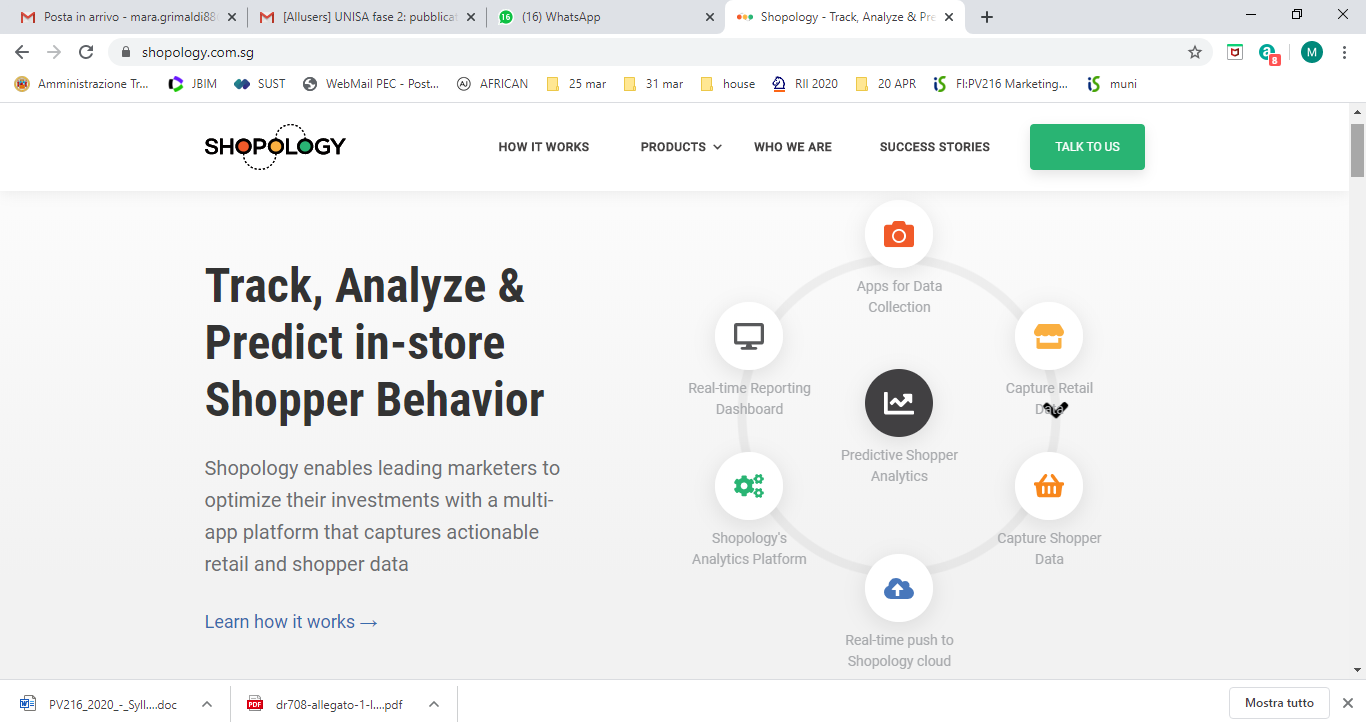 Posta in arrivo - mara.grimaldi88
[Allusers] UNISA fase 2: pubblicat
16
(16) WhatsApp
Shopology - Track, Analyze & Pre
shopology.com.sg
a
8
M
Amministrazione Tr...
JBIM
SUST
WebMail PEC - Post...
AFRICAN
25 mar
31 mar
house
RII 2020
20 APR
FI:PV216 Marketing...
muni
SHOPOLOGY
HOW IT WORKS
PRODUCTS
WHO WE ARE
SUCCESS STORIES
TALK TO US
Track, Analyze &
Predict in-store
Shopper Behavior
Shopology enables leading marketers to
optimize their investments with a multi-
app platform that captures actionable
retail and shopper data
Learn how it works →
Apps for Data
Collection
Real-time Reporting
Dashboard
Capture Retail
Data
Predictive Shopper
Analytics
Shopology's
Analytics Platform
Capture Shopper
Data
Real-time push to
Shopology cloud
PV216_2020_-_Syll....doc
PDF
dr708-allegato-1-I....pdf
Mostra tutto